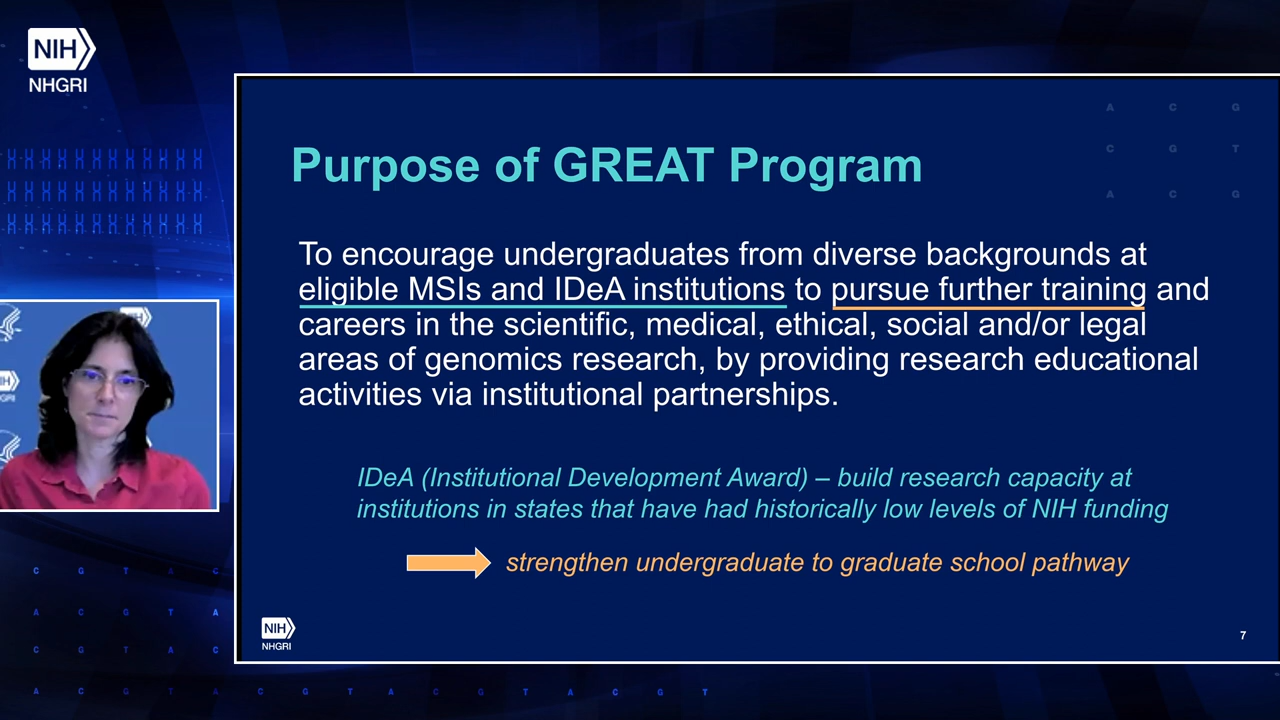 NIH
NHGRI
A C G
C G T
A C G
Purpose of GREAT Program
To encourage undergraduates from diverse backgrounds at
eligible MSIs and IDeA institutions to pursue further training and
careers in the scientific, medical, ethical, social and/or legal
areas of genomics research, by providing research educational
activities via institutional partnerships.
IDeA (Institutional Development Award) – build research capacity at
institutions in states that have had historically low levels of NIH funding
strengthen undergraduate to graduate school pathway
NIH
NHGRI
7
NHGRI
C G T A C
A C G T A
C G T A C
A C G T A C G T A C G T A C G T